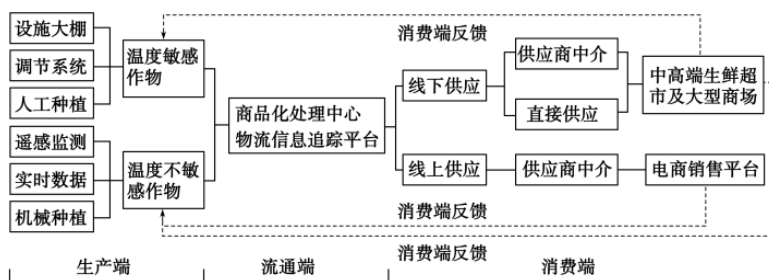 设施大棚
调节系统
人工种植
遥感监测
实时数据
机械种植
温度敏感
作物
温度不敏
感作物
商品化处理中心
物流信息追踪平台
消费端反馈
线下供应
供应商中介
直接供应
中高端生鲜超
市及大型商场
线上供应
供应商中介
电商销售平台
消费端反馈
消费端反馈
生产端
流通端
消费端